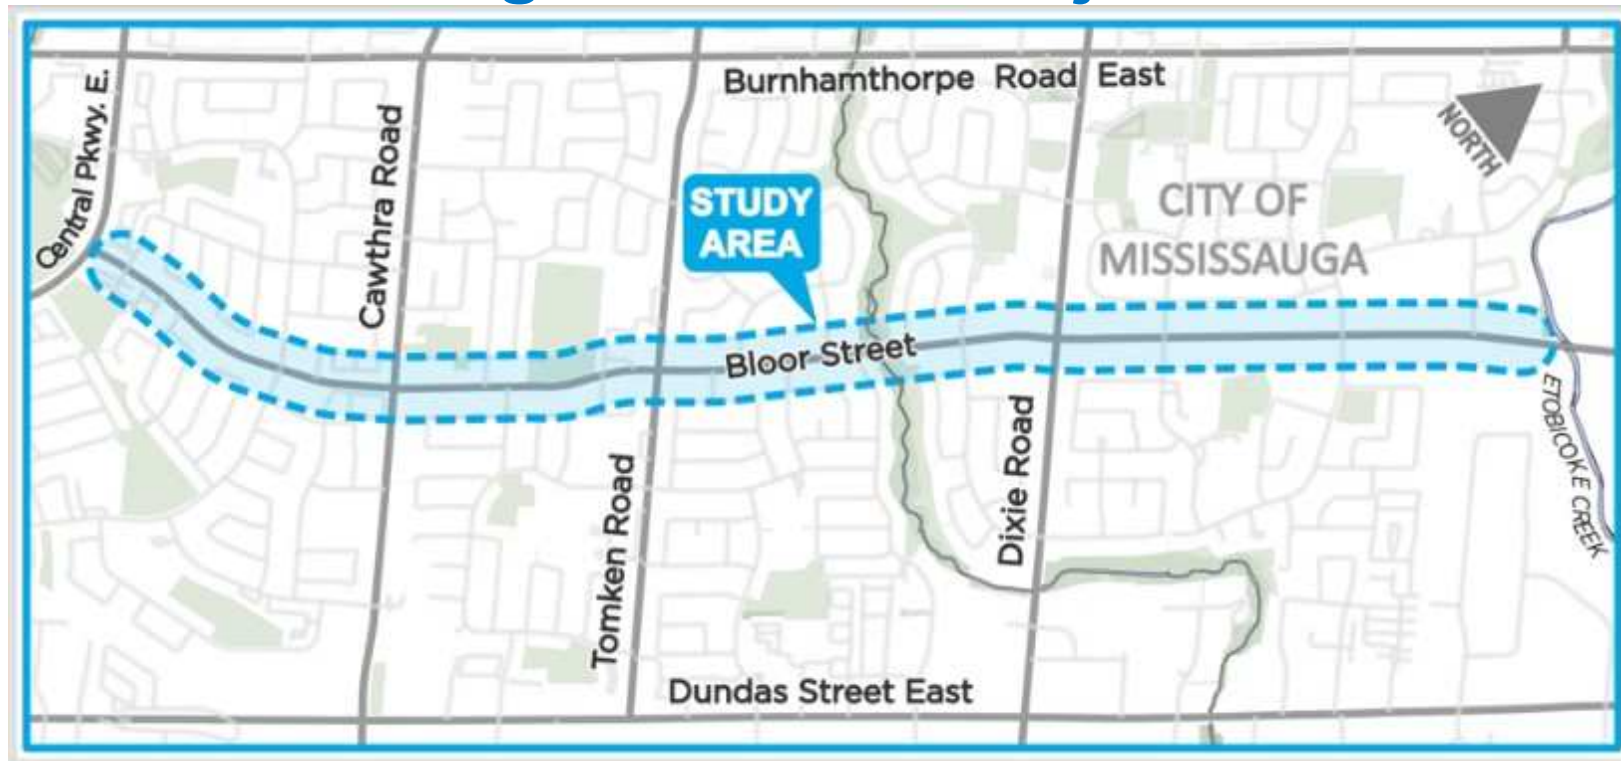 Burnhamthorpe Road East
Central Pkwy. E.
Cawthra Road
NORTH
STUDY
AREA
CITY OF
MISSISSAUGA
Bloor Street
Tomken Road
Dixie Road
ETOBICOKE CREEK
Dundas Street East